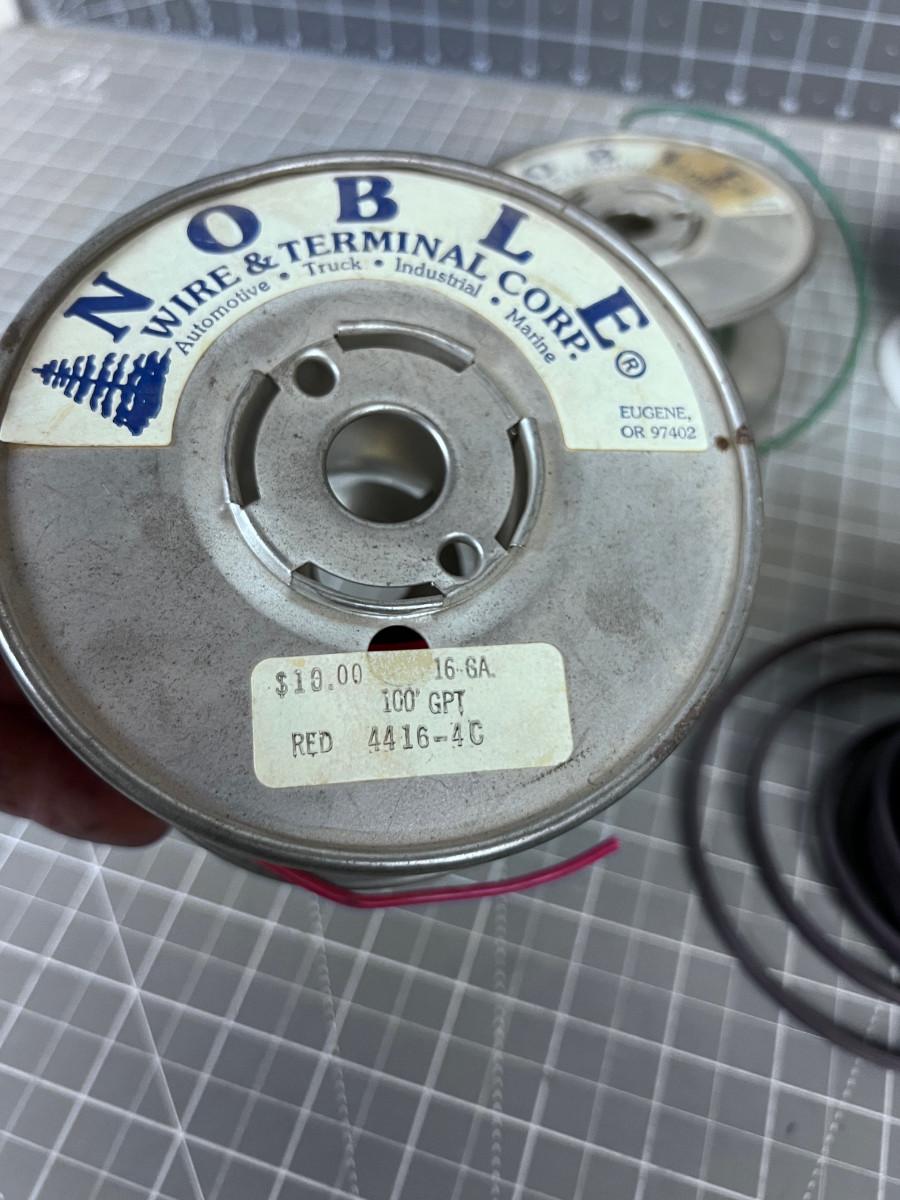 NOBLE®
WIRE & TERMINAL CORP.
Automotive • Truck • Industrial • Marine
EUGENE,
OR 97402
$10.00 16 GA.
100' GPT
RED 4416-4C